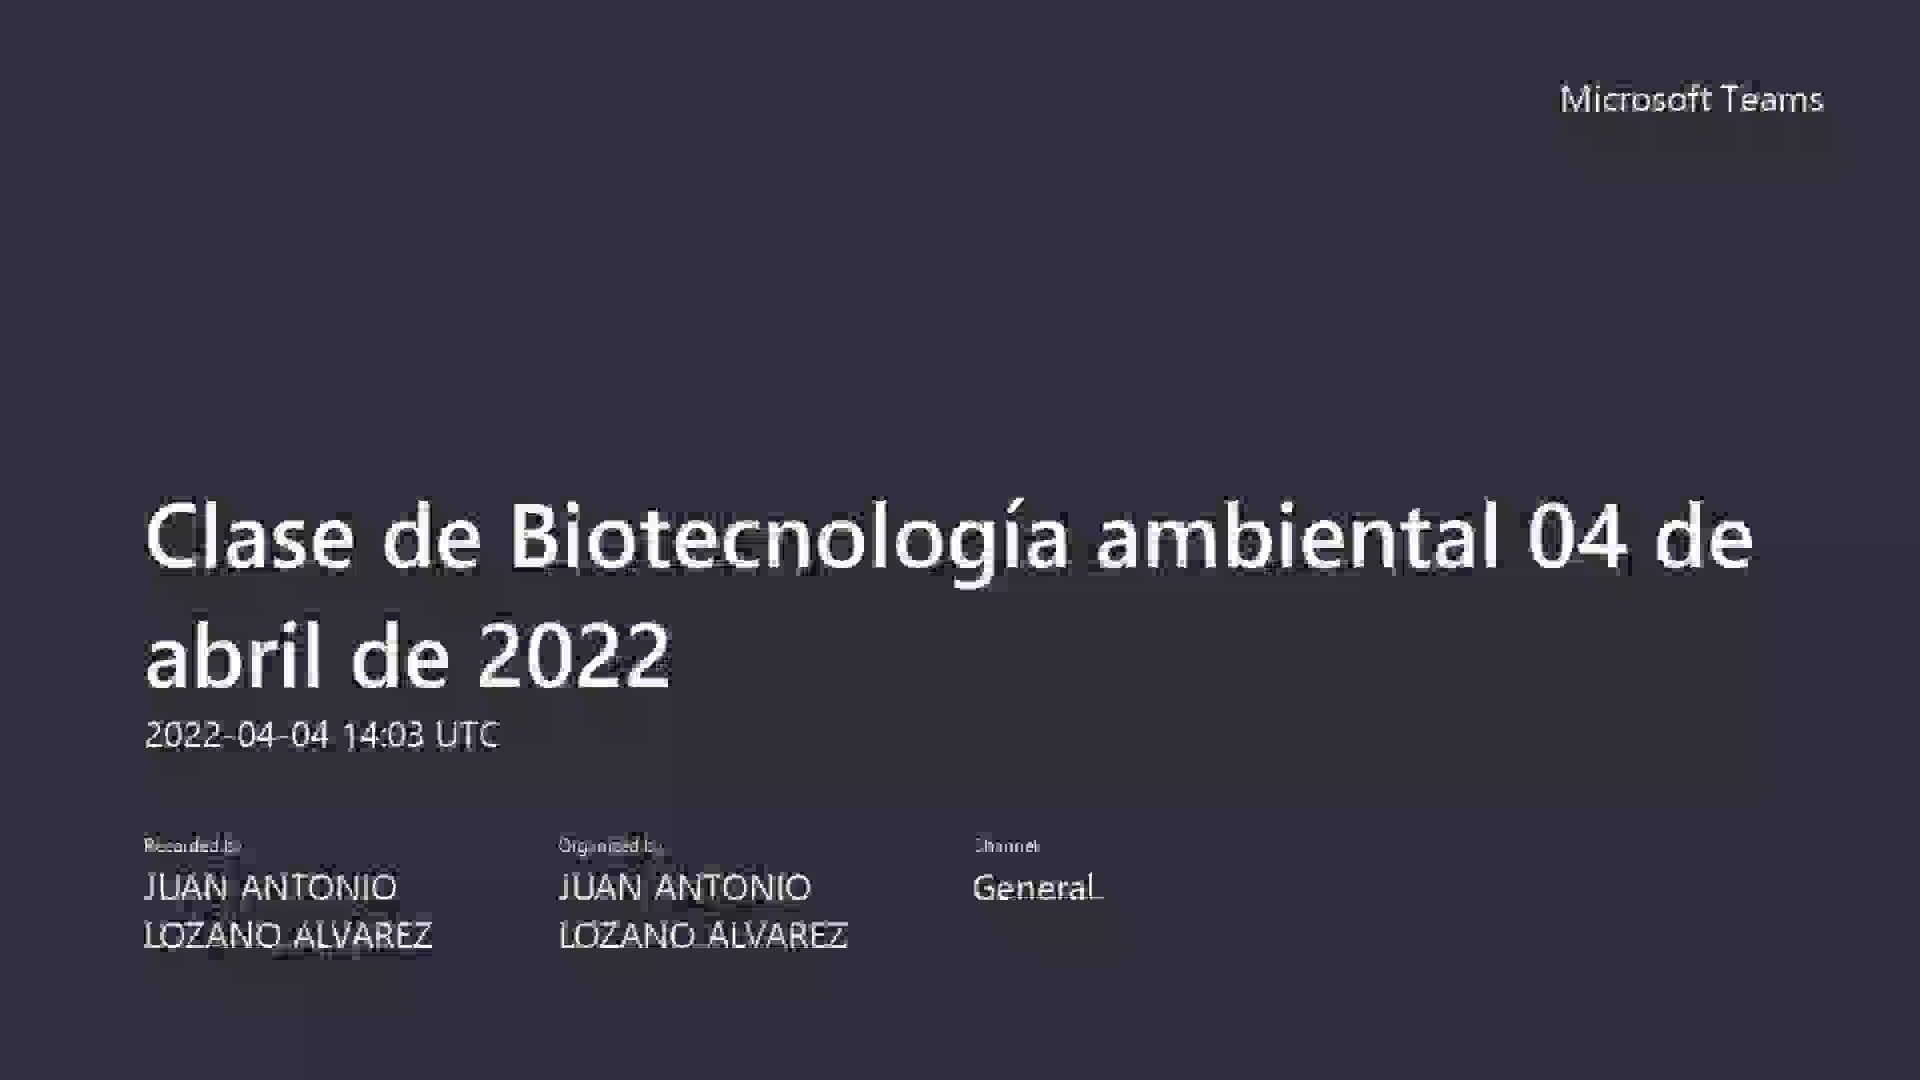 Microsoft Teams
Clase de Biotecnología ambiental 04 de
abril de 2022
2022-04-04 14:03 UTC
Recorded by
Organized by
Channel
JUAN ANTONIO
LOZANO ALVAREZ
JUAN ANTONIO
LOZANO ALVAREZ
General